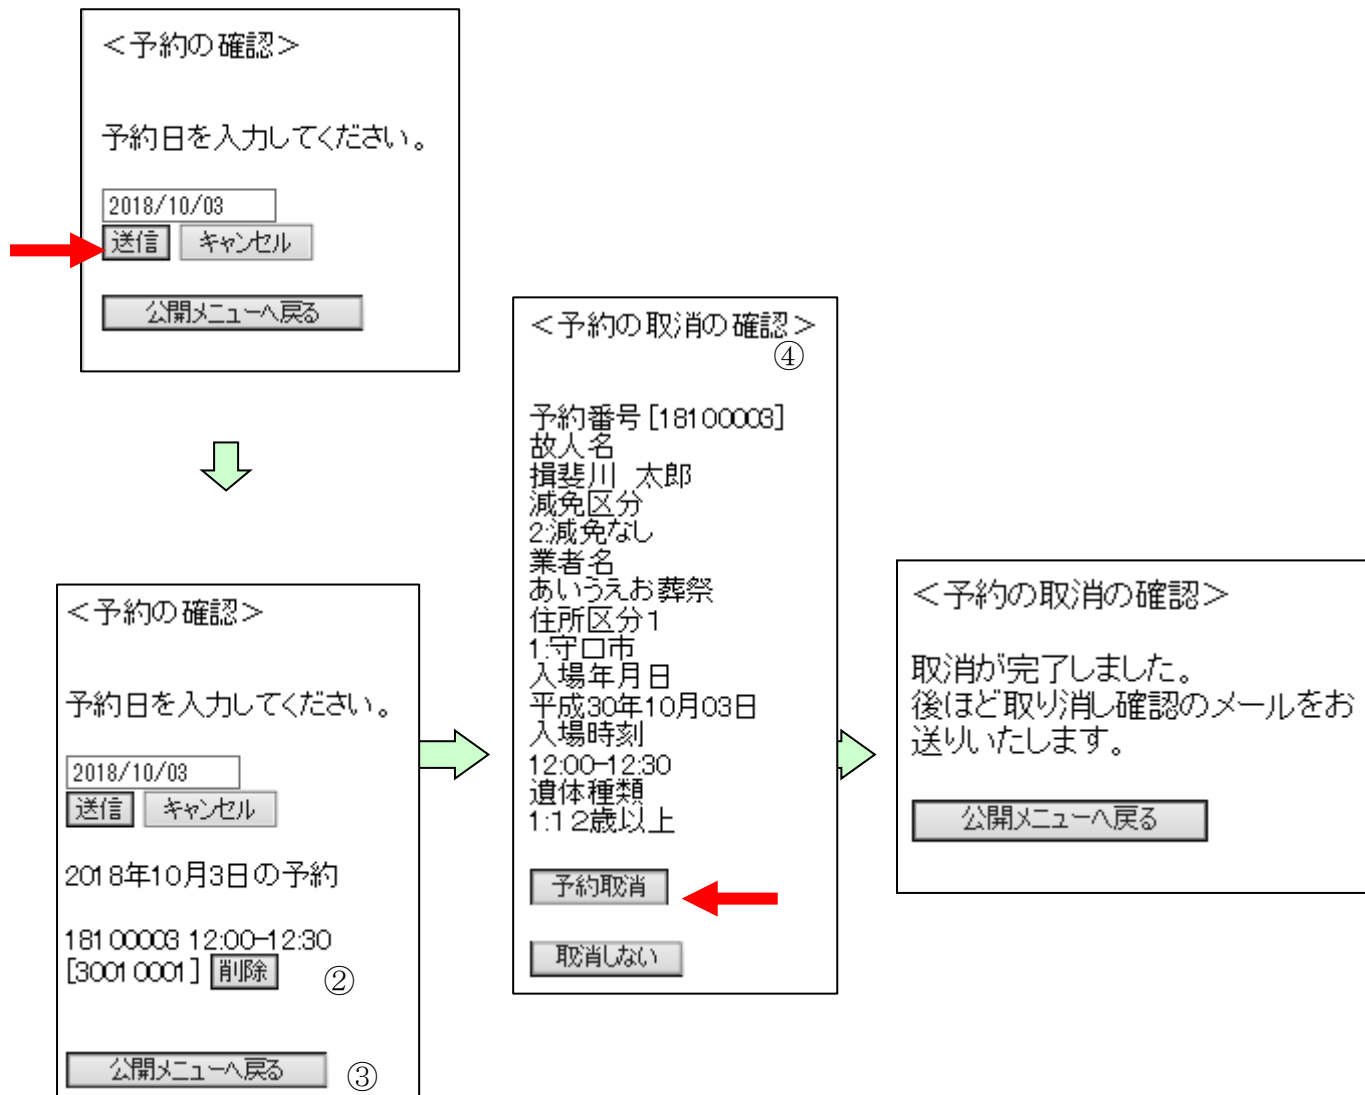 ＜予約の確認＞
予約日を入力してください。
2018/10/03
送信 キャンセル
公開メニューへ戻る
＜予約の確認＞
予約日を入力してください。
2018/10/03
送信 キャンセル
2018年10月3日の予約
18100003 12:00-12:30
[30010001] 削除 ②
公開メニューへ戻る ③
＜予約の取消の確認＞
④
予約番号[18100003]
故人名
揖斐川 太郎
減免区分
2:減免なし
業者名
あいうえお葬祭
住所区分1
1:守口市
入場年月日
平成30年10月03日
入場時刻
12:00-12:30
遺体種類
1:12歳以上
予約取消
取消しない
＜予約の取消の確認＞
取消が完了しました。
後ほど取り消し確認のメールをお
送りいたします。
公開メニューへ戻る